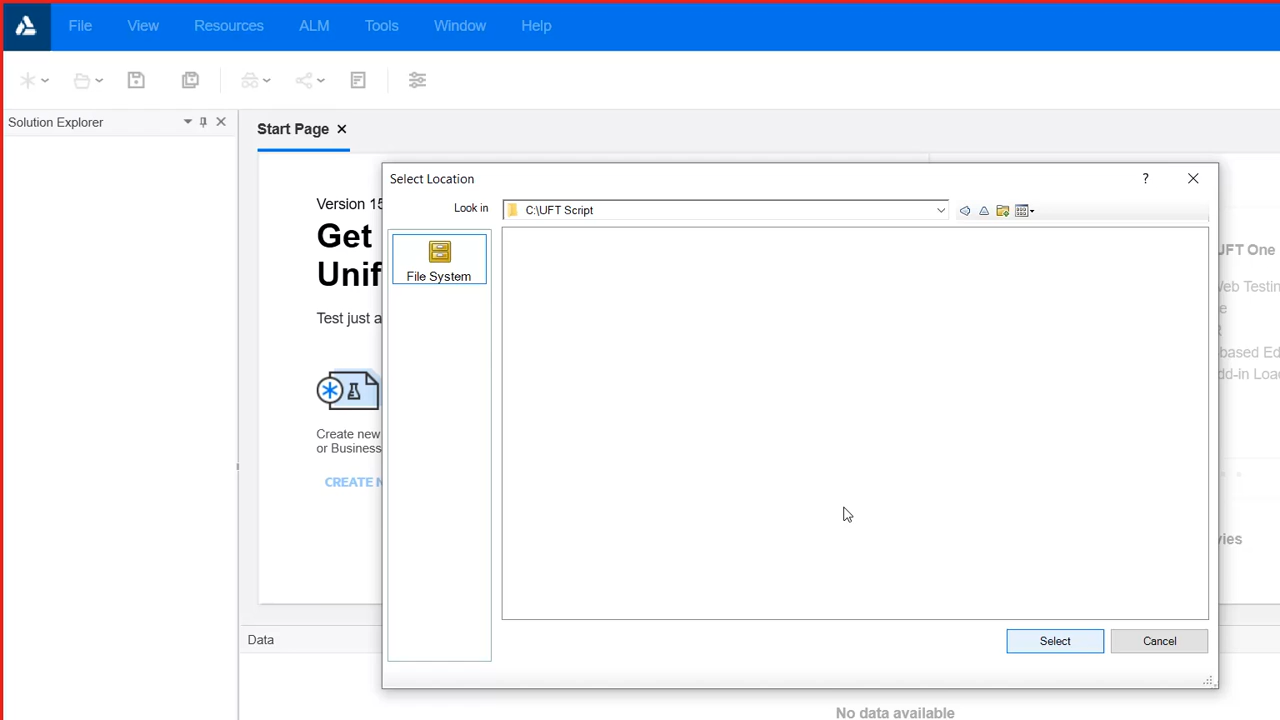 File View Resources ALM Tools Window Help
Solution Explorer
Start Page
Select Location
?
Look in
C:\UFT Script
File System
Version 15
Get
Unif
Test just a
Create new
or Business
CREATE N
UFT One
Web Testin
e
R
based Ed
dd-in Loa
vies
Select
Cancel
Data
No data available